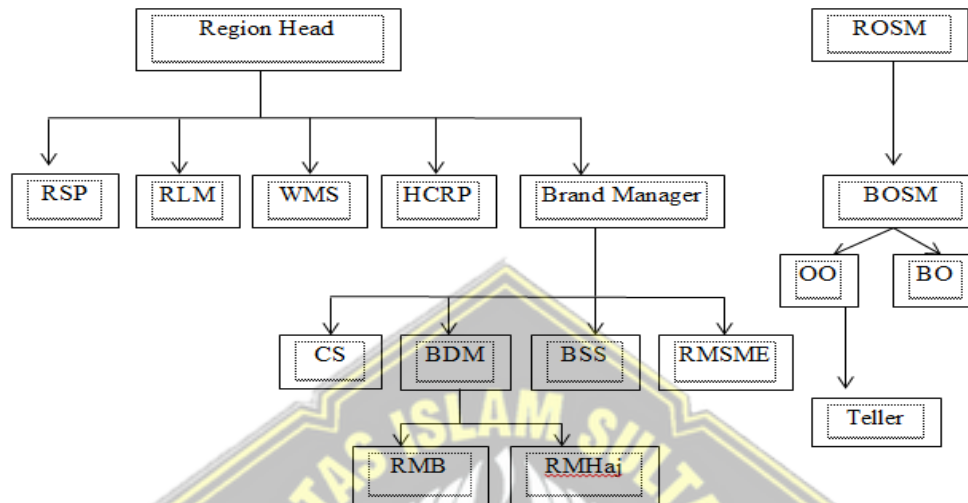 Region Head
ROSM
RSP
RLM
WMS
HCRP
Brand Manager
BOSM
OO
BO
CS
BDM
BSS
RMSME
Teller
RMB
RMHaj
ISLAM